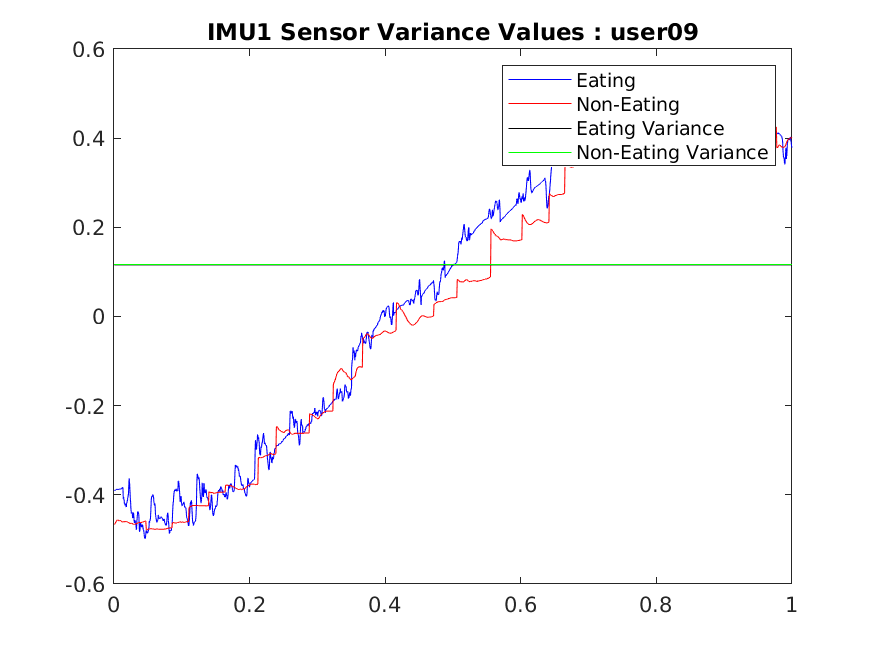 IMU1 Sensor Variance Values : user09
0.6
0.4
0.2
0
-0.2
-0.4
-0.6
Eating
Non-Eating
Eating Variance
Non-Eating Variance
0 0.2 0.4 0.6 0.8 1